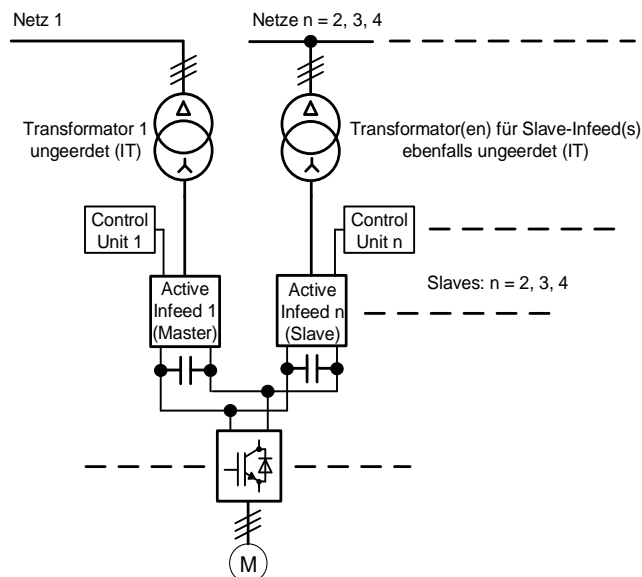 Netz 1
Netze n = 2, 3, 4
Transformator 1
ungeerdet (IT)
Transformator(en) für Slave-Infeed(s)
ebenfalls ungeerdet (IT)
Control
Unit 1
Control
Unit n
Active
Infeed 1
(Master)
Active
Infeed n
(Slave)
Slaves: n = 2, 3, 4
M